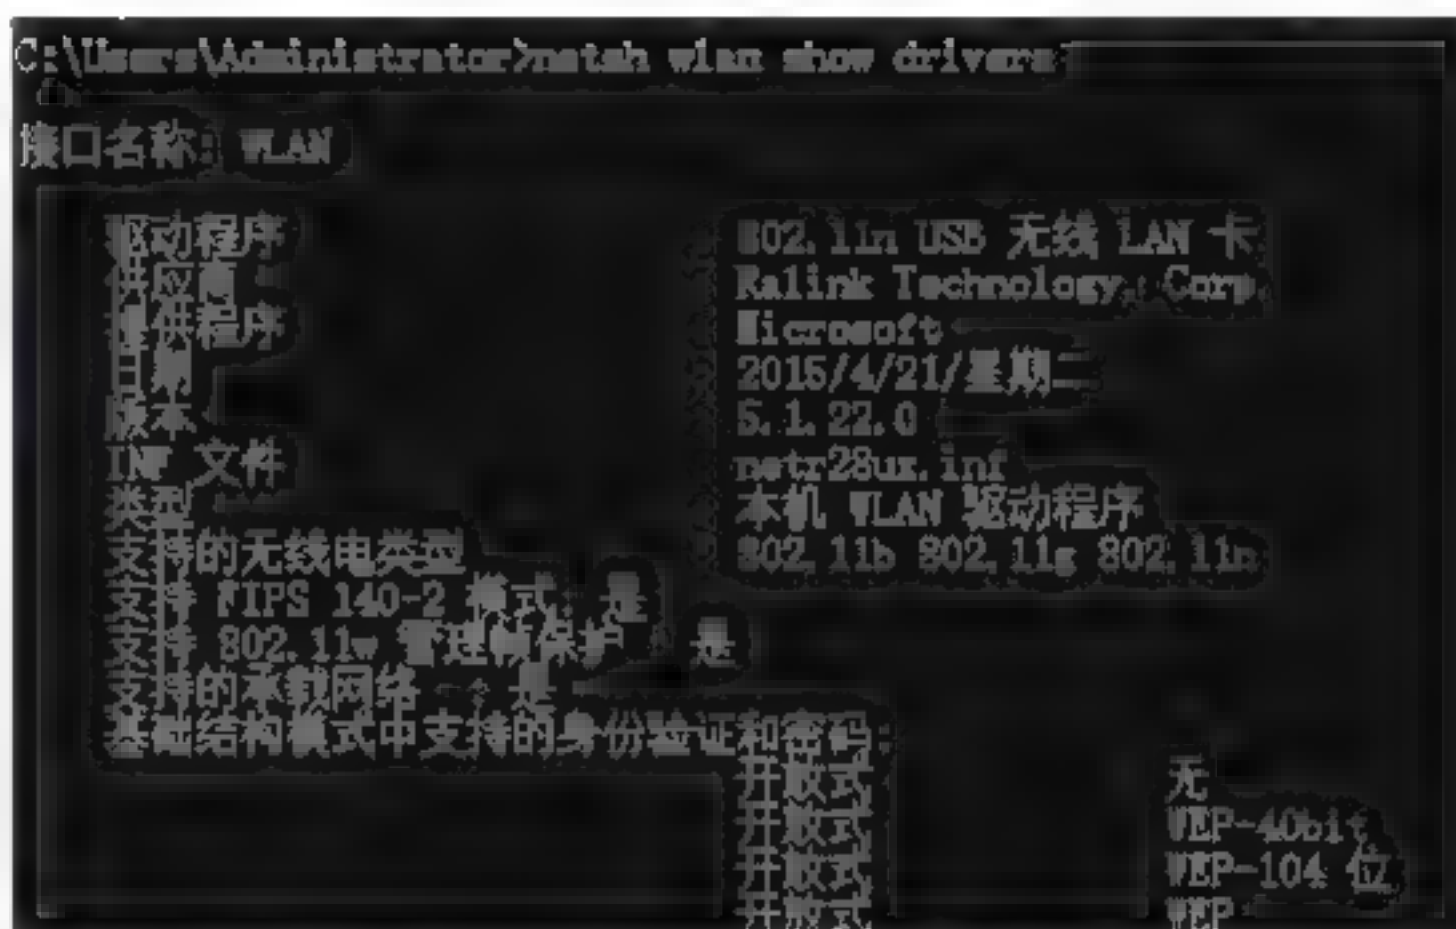 C:\Users\Administrator>netsh wlan show drivers
接口名称: WLAN
驱动程序 : 802.11n USB 无线 LAN 卡
供应商 : Ralink Technology, Corp.
提供程序 : Microsoft
日期 : 2015/4/21/星期二
版本 : 5.1.22.0
INF 文件 : netr28ux.inf
类型 : 本机 WLAN 驱动程序
支持的无线电类型 : 802.11b 802.11g 802.11n
支持 FIPS 140-2 模式: 是
支持 802.11w 管理帧保护 : 是
支持的承载网络 : 是
基础结构模式中支持的身份验证和密码:
开放式 无
开放式 WEP-40bit
开放式 WEP-104 位
开放式 WEP